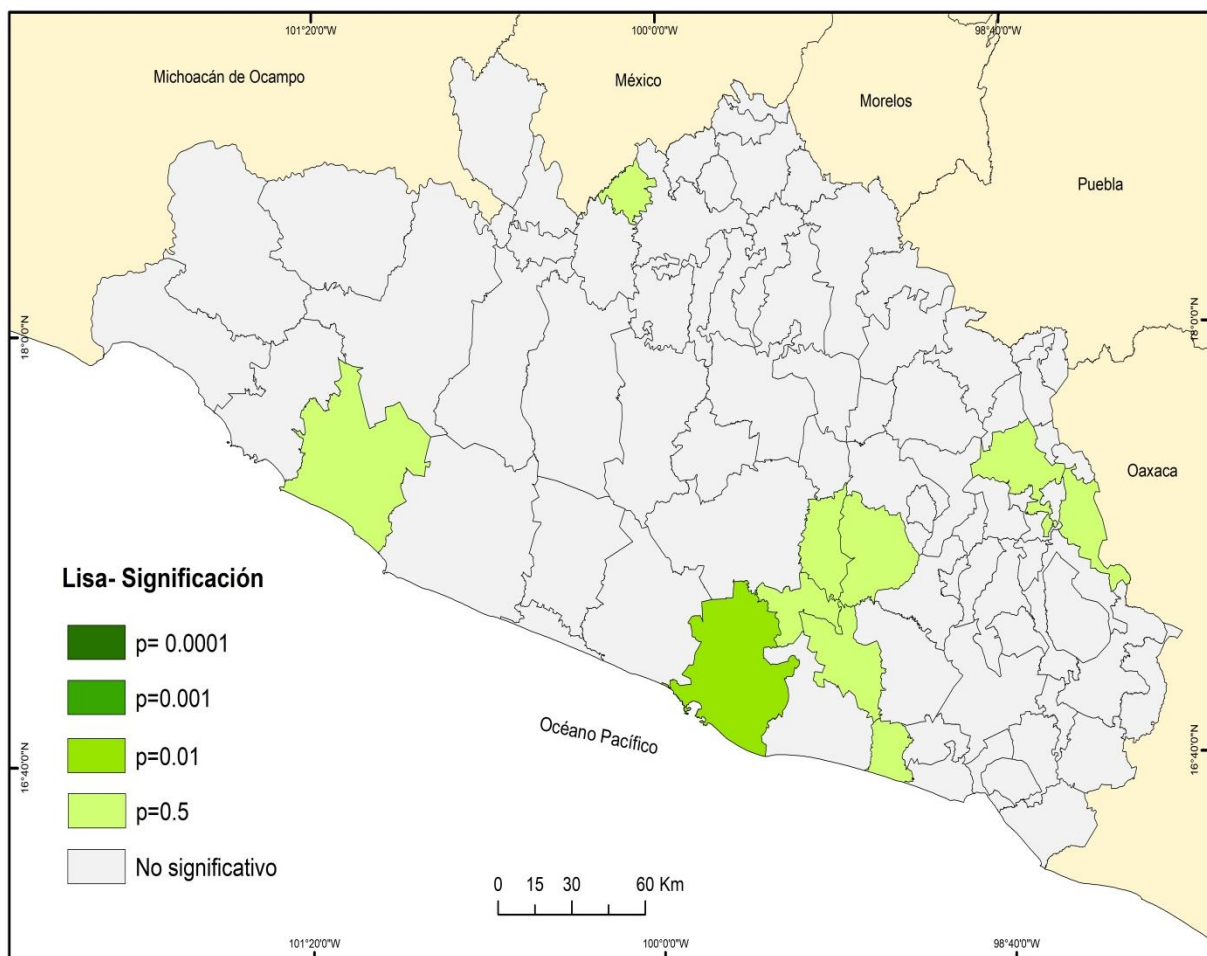 101°20'0"W
100°0'0"W
98°40'0"W
Michoacán de Ocampo
México
Morelos
Puebla
18°0'0"N
18°0'0"N
Oaxaca
Lisa- Significación
p= 0.0001
p=0.001
p=0.01
p=0.5
No significativo
Océano Pacífico
16°40'0"N
16°40'0"N
0 15 30 60 Km
101°20'0"W
100°0'0"W
98°40'0"W